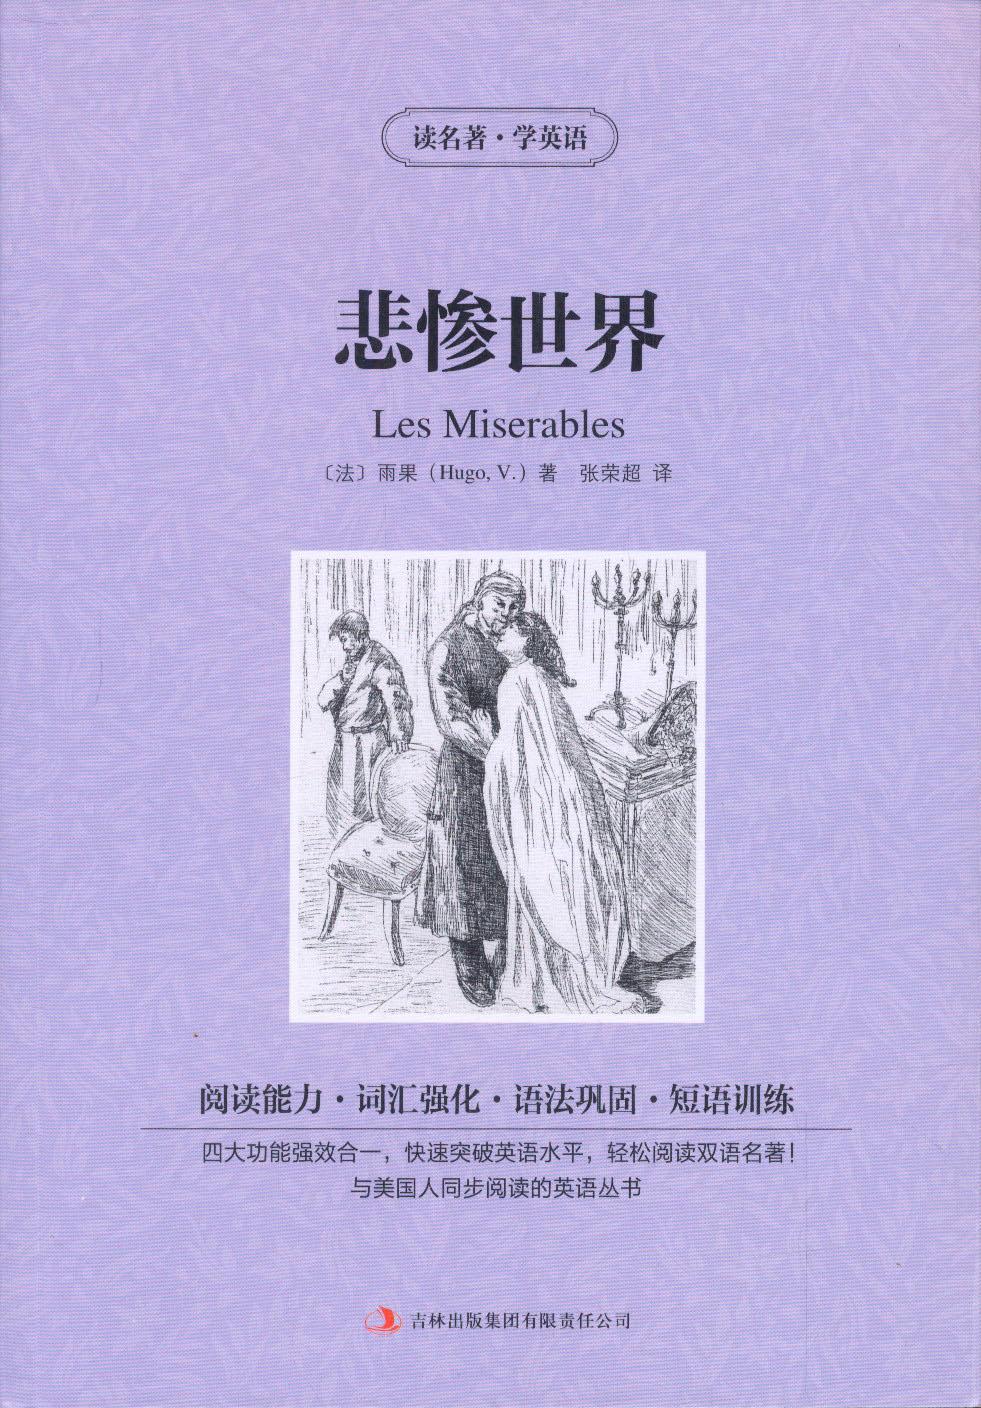 读名著·学英语
悲惨世界
Les Miserables
〔法〕雨果（Hugo, V.）著 张荣超 译
阅读能力·词汇强化·语法巩固·短语训练
四大功能强效合一，快速突破英语水平，轻松阅读双语名著！
与美国人同步阅读的英语丛书
吉林出版集团有限责任公司